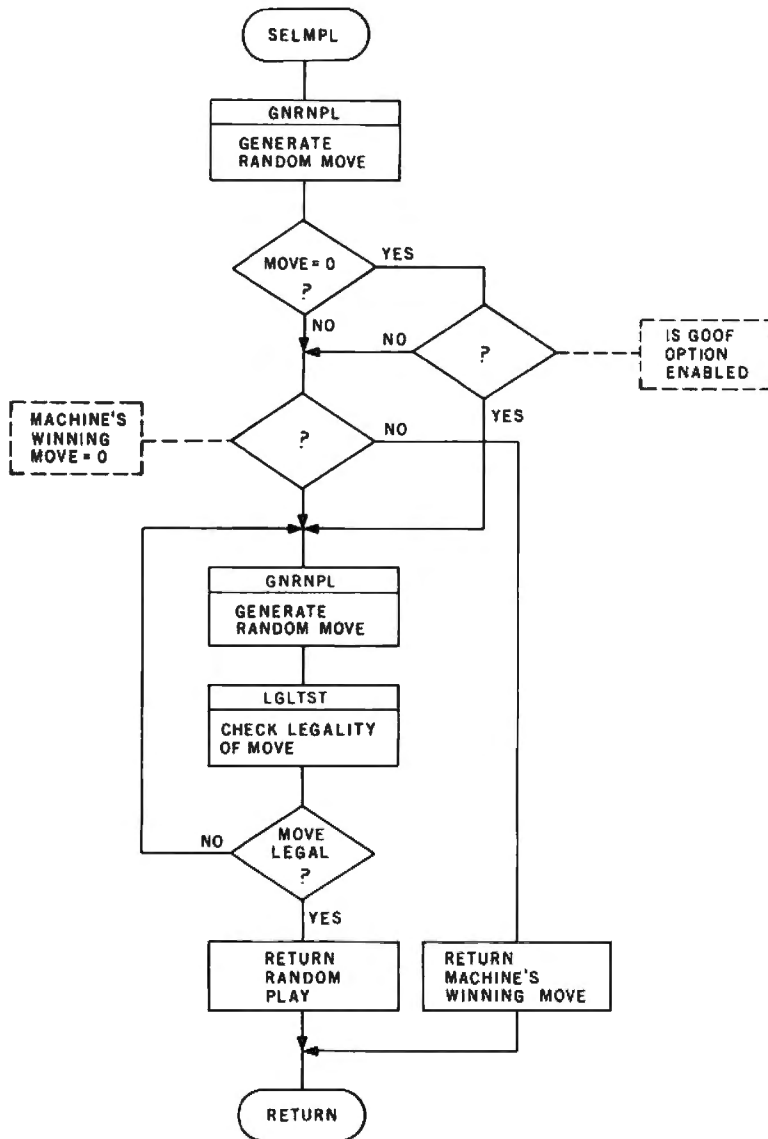 SELMPL
GNRNPL
GENERATE
RANDOM MOVE
MOVE = 0
?
YES
NO
NO
?
IS GOOF
OPTION
ENABLED
YES
MACHINE'S
WINNING
MOVE = 0
?
NO
GNRNPL
GENERATE
RANDOM MOVE
LGLTST
CHECK LEGALITY
OF MOVE
NO
MOVE
LEGAL
?
YES
RETURN
RANDOM
PLAY
RETURN
MACHINE'S
WINNING MOVE
RETURN